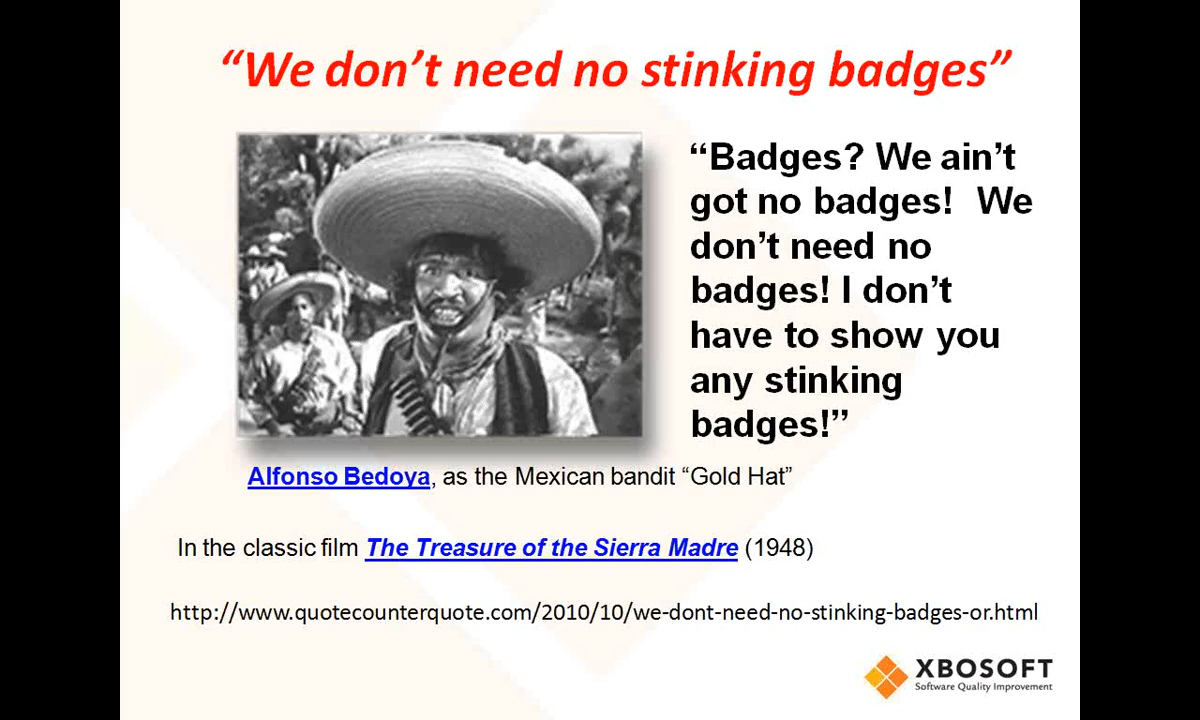 “We don’t need no stinking badges”
“Badges? We ain’t
got no badges!  We
don’t need no
badges! I don’t
have to show you
any stinking
badges!”
Alfonso Bedoya, as the Mexican bandit “Gold Hat”
In the classic film The Treasure of the Sierra Madre (1948)
http://www.quotecounterquote.com/2010/10/we-dont-need-no-stinking-badges-or.html
XBOSOFT
Software Quality Improvement